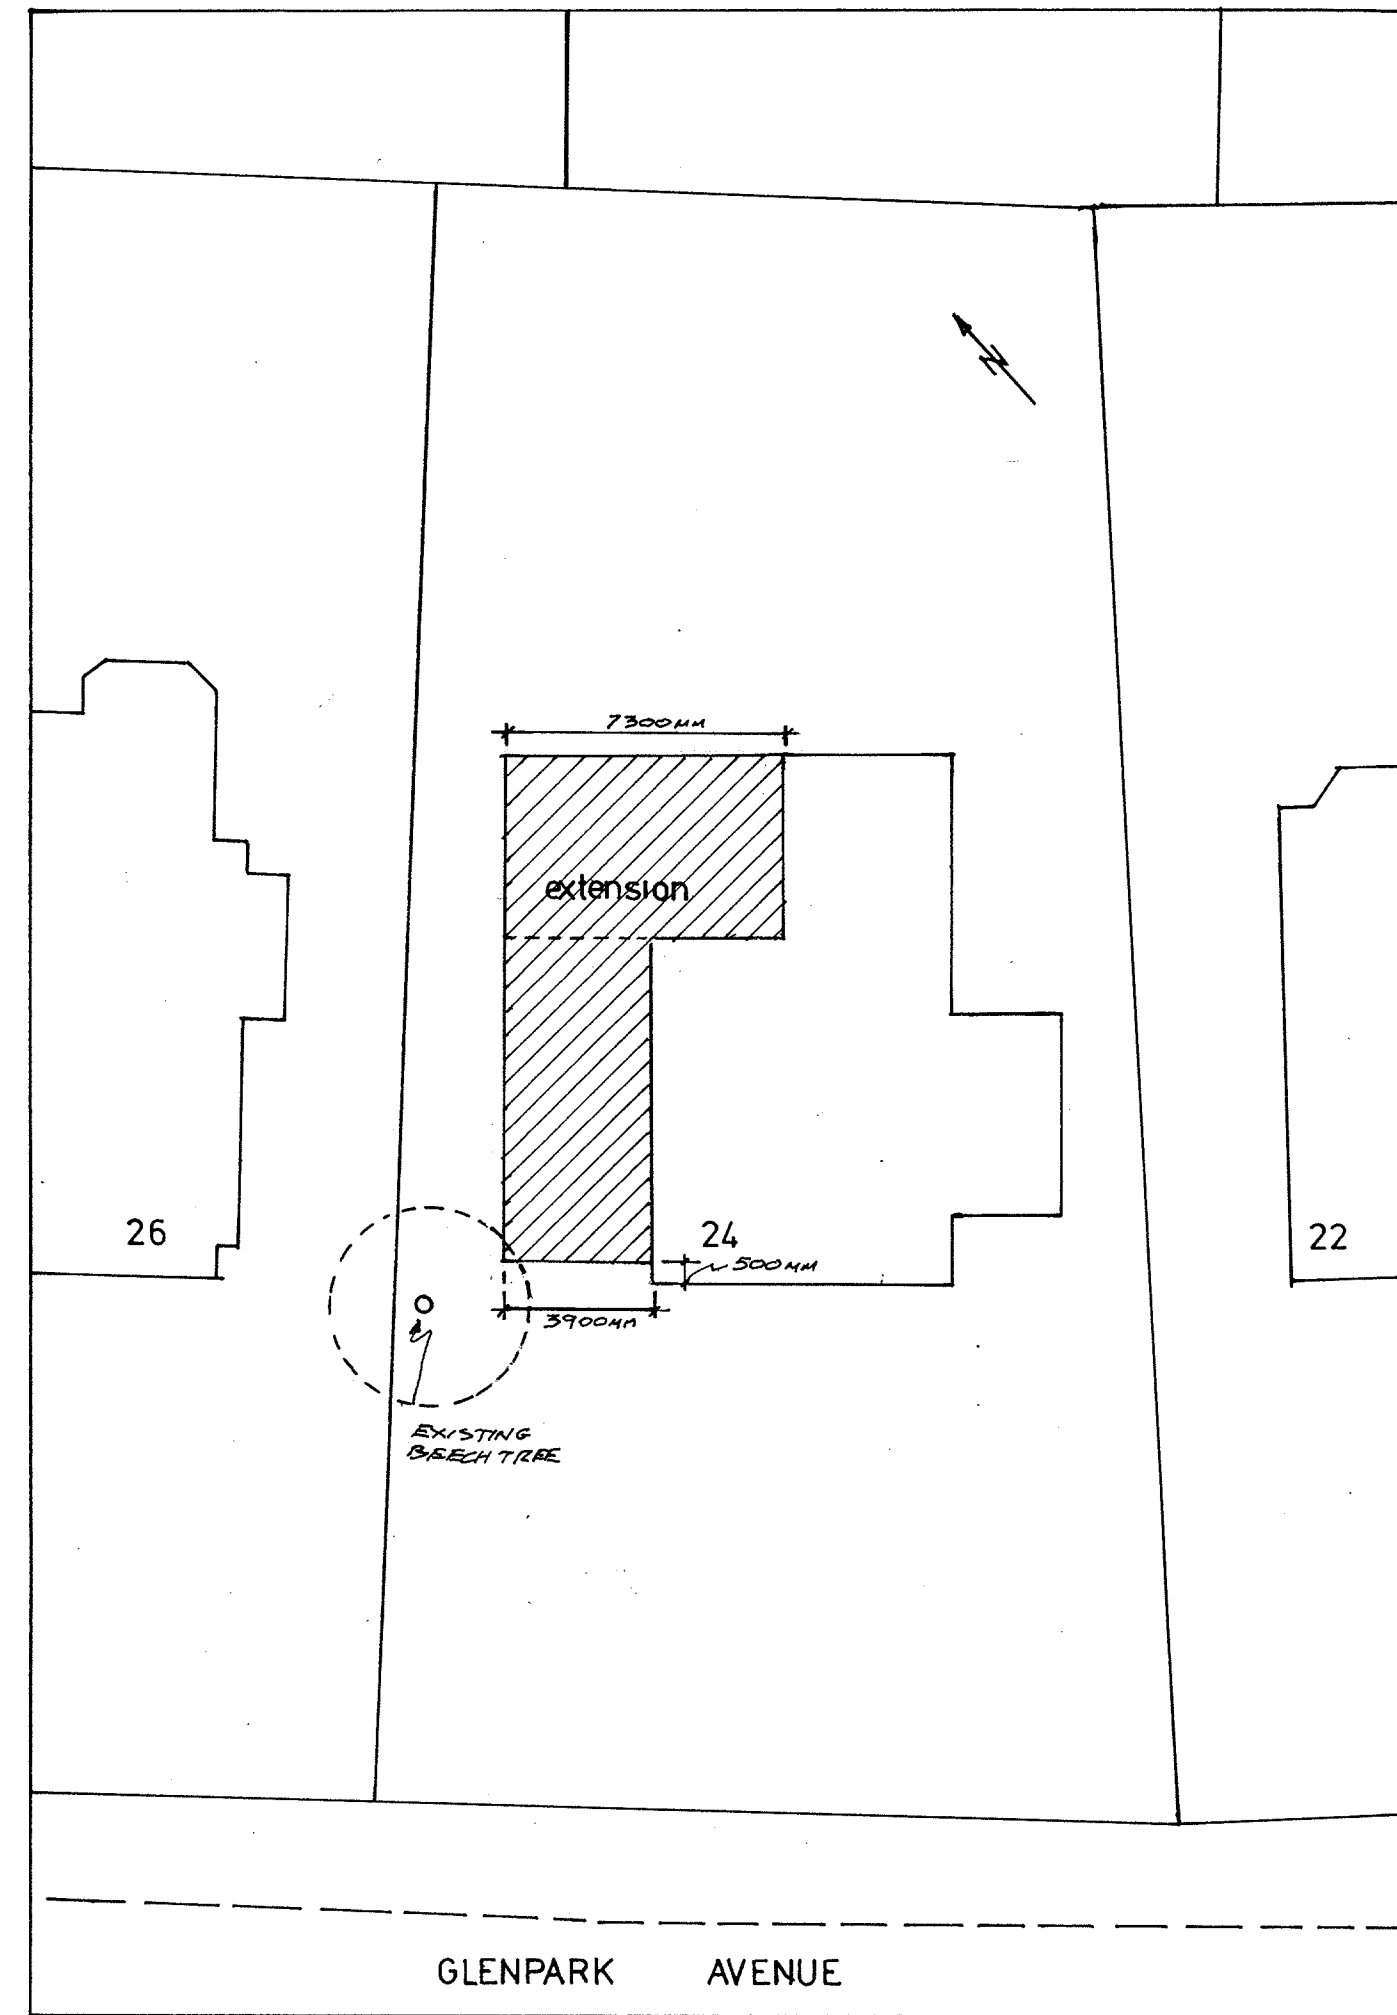 N
7300MM
extension
26
24
22
500MM
3900MM
EXISTING
BEECH TREE
GLENPARK AVENUE